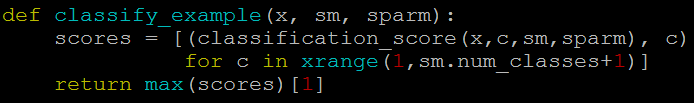 def classify_example(x, sm, sparm):
    scores = [(classification_score(x,c,sm,sparm), c)
              for c in xrange(1,sm.num_classes+1)]
    return max(scores)[1]